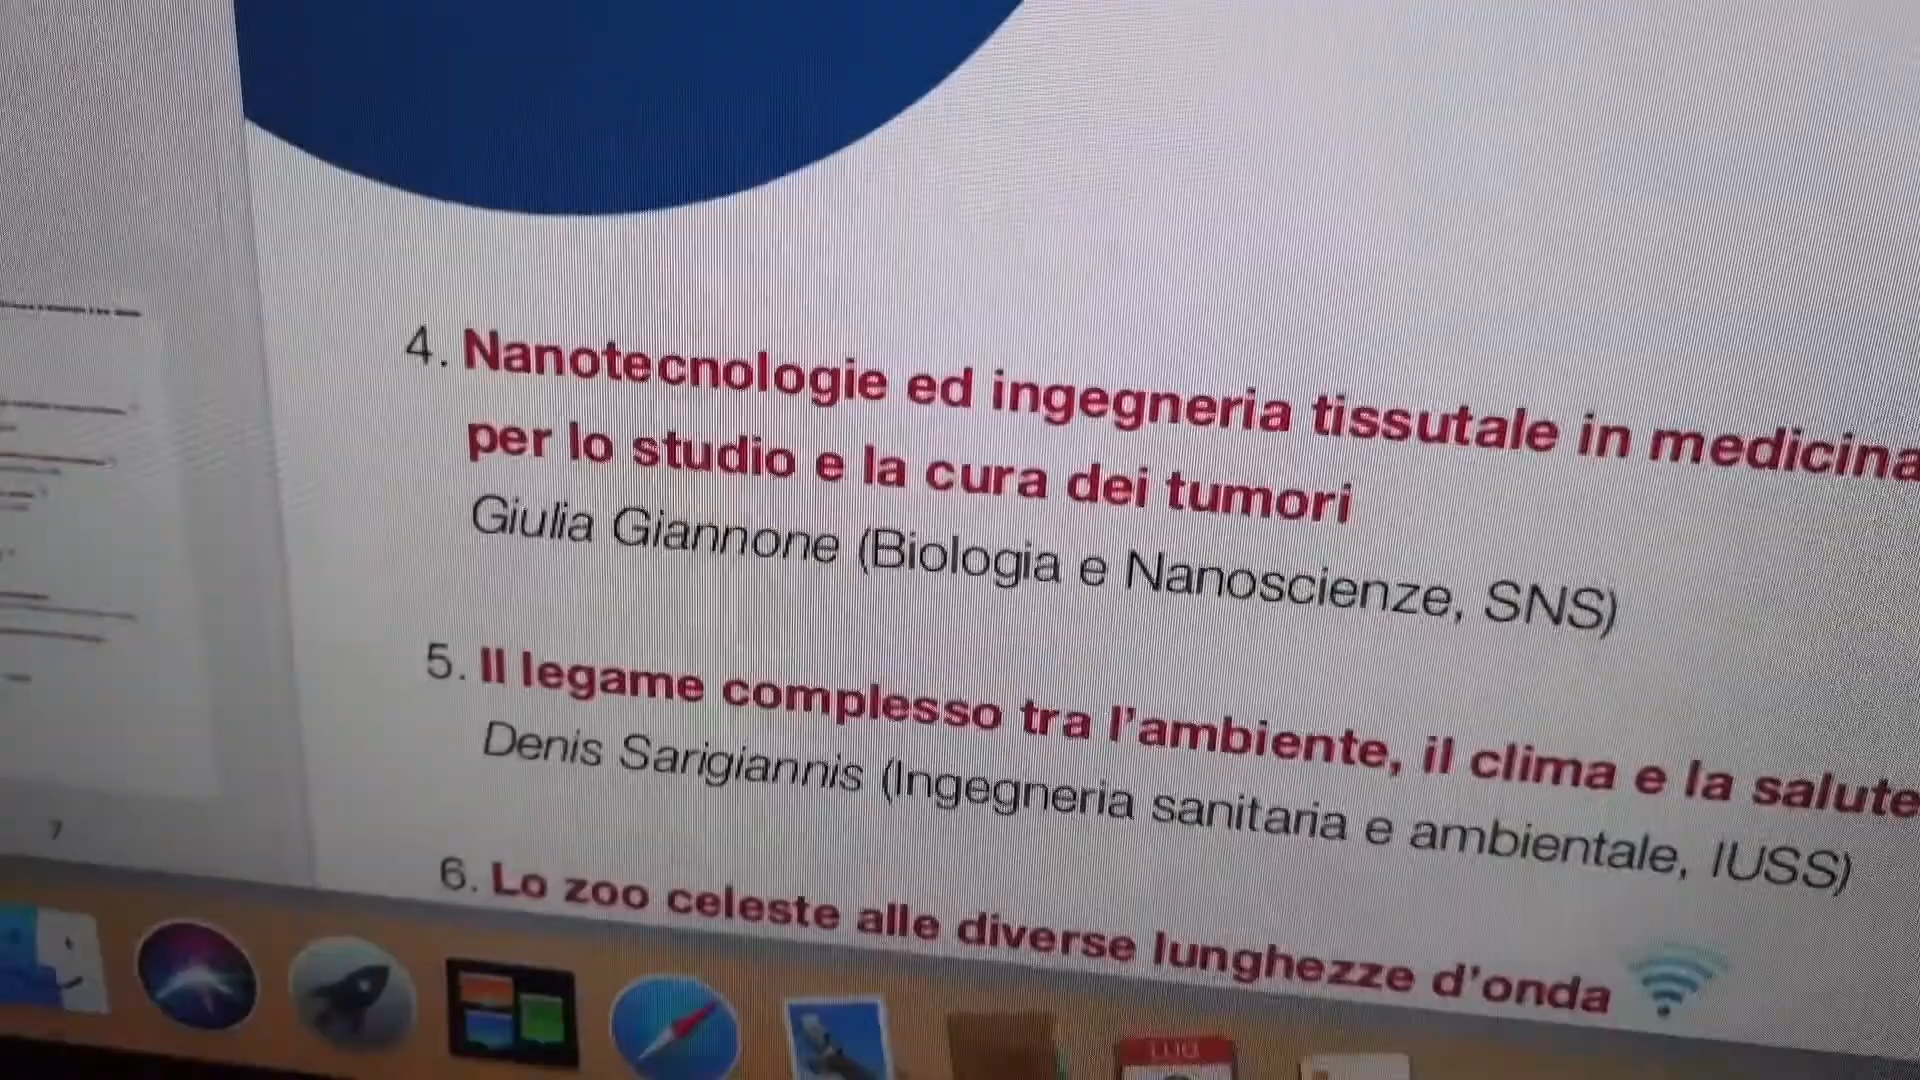 4. Nanotecnologie ed ingegneria tissutale in medicina
per lo studio e la cura dei tumori
Giulia Giannone (Biologia e Nanoscienze, SNS)
5. Il legame complesso tra l'ambiente, il clima e la salute
Denis Sarigiannis (Ingegneria sanitaria e ambientale, IUSS)
6. Lo zoo celeste alle diverse lunghezze d'onda
7
LUG